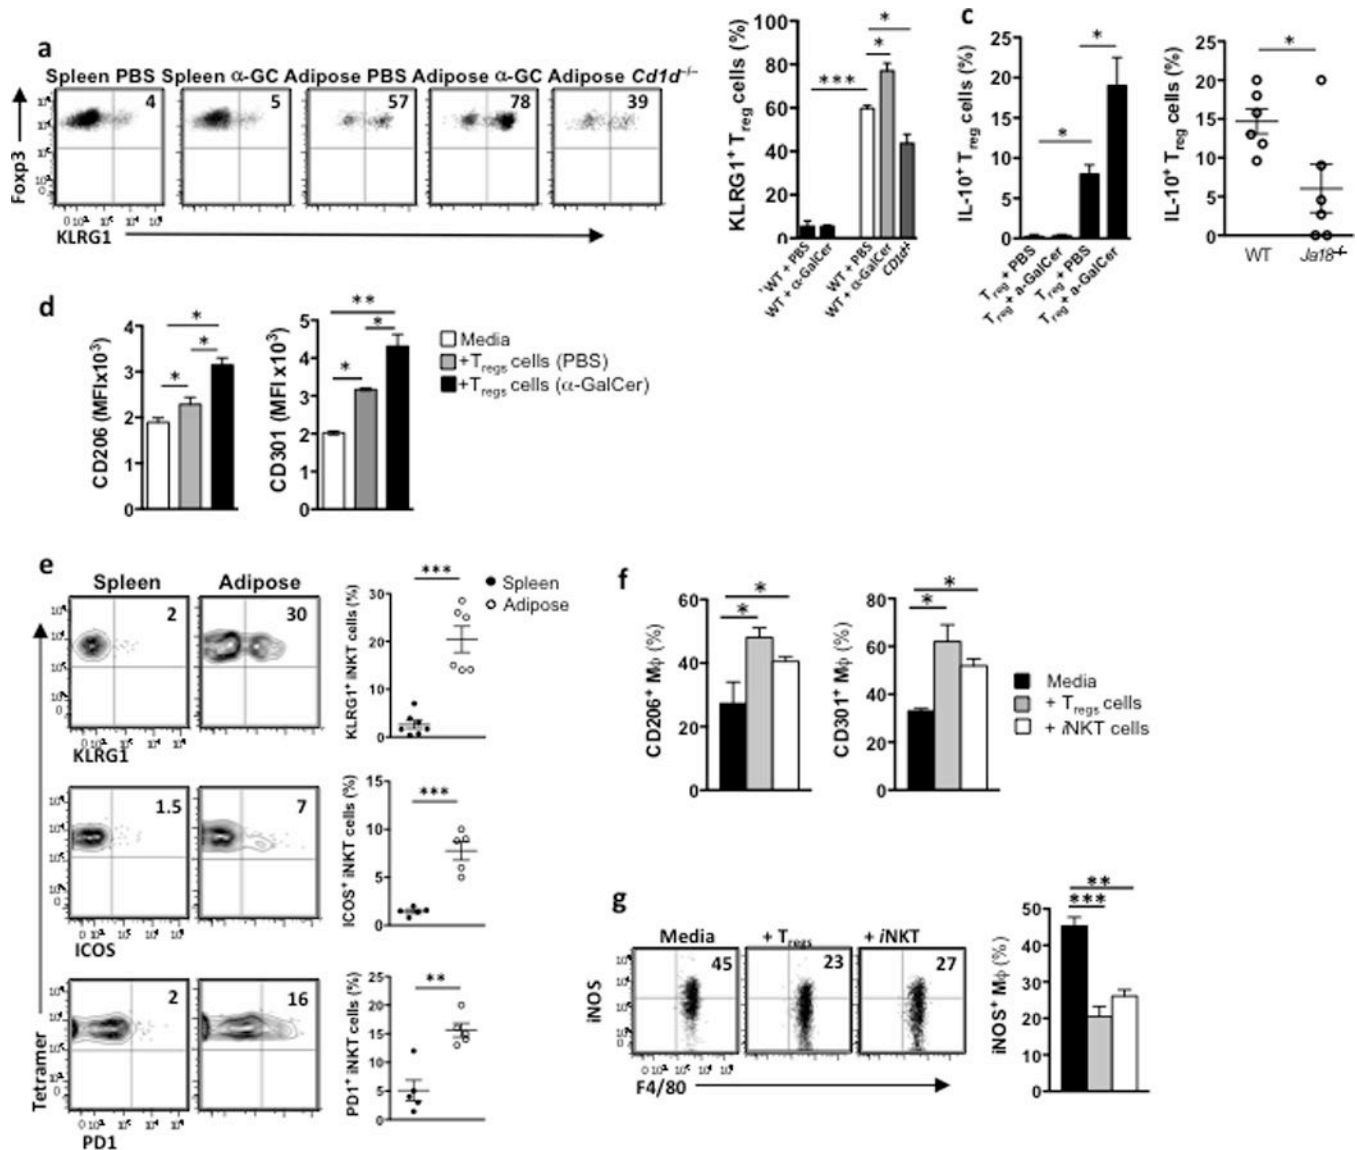 a
Spleen PBS Spleen α-GC Adipose PBS Adipose α-GC Adipose Cd1d⁻/⁻
4
5
57
78
39
Foxp3
KLRG1
KLRG1⁺ Treg cells (%)
100
80
60
40
20
0
***
*
*
WT + PBS
WT + α-GalCer
WT + PBS
WT + α-GalCer
CD1d-/-
c
IL-10⁺ Treg cells (%)
25
20
15
10
5
0
*
*
Treg + PBS
Treg + a-GalCer
Treg + PBS
Treg + a-GalCer
IL-10⁺ Treg cells (%)
25
20
15
10
5
0
*
WT
Ja18⁻/⁻
d
CD206 (MFIx10³)
4
3
2
1
0
*
*
*
CD301 (MFI x10³)
5
4
3
2
1
0
**
*
*
Media
+Tregs cells (PBS)
+Tregs cells (α-GalCer)
e
Spleen
Adipose
2
30
KLRG1
1.5
7
ICOS
2
16
PD1
Tetramer
KLRG1⁺ iNKT cells (%)
30
20
10
0
***
Spleen
Adipose
ICOS⁺ iNKT cells (%)
15
10
5
0
***
PD1⁺ iNKT cells (%)
25
20
15
10
5
0
**
f
CD206⁺ Mφ (%)
60
40
20
0
*
*
CD301⁺ Mφ (%)
80
60
40
20
0
*
*
Media
+ Tregs cells
+ iNKT cells
g
Media
+ Tregs
+ iNKT
45
23
27
iNOS
F4/80
iNOS⁺ Mφ (%)
50
40
30
20
10
0
**
***